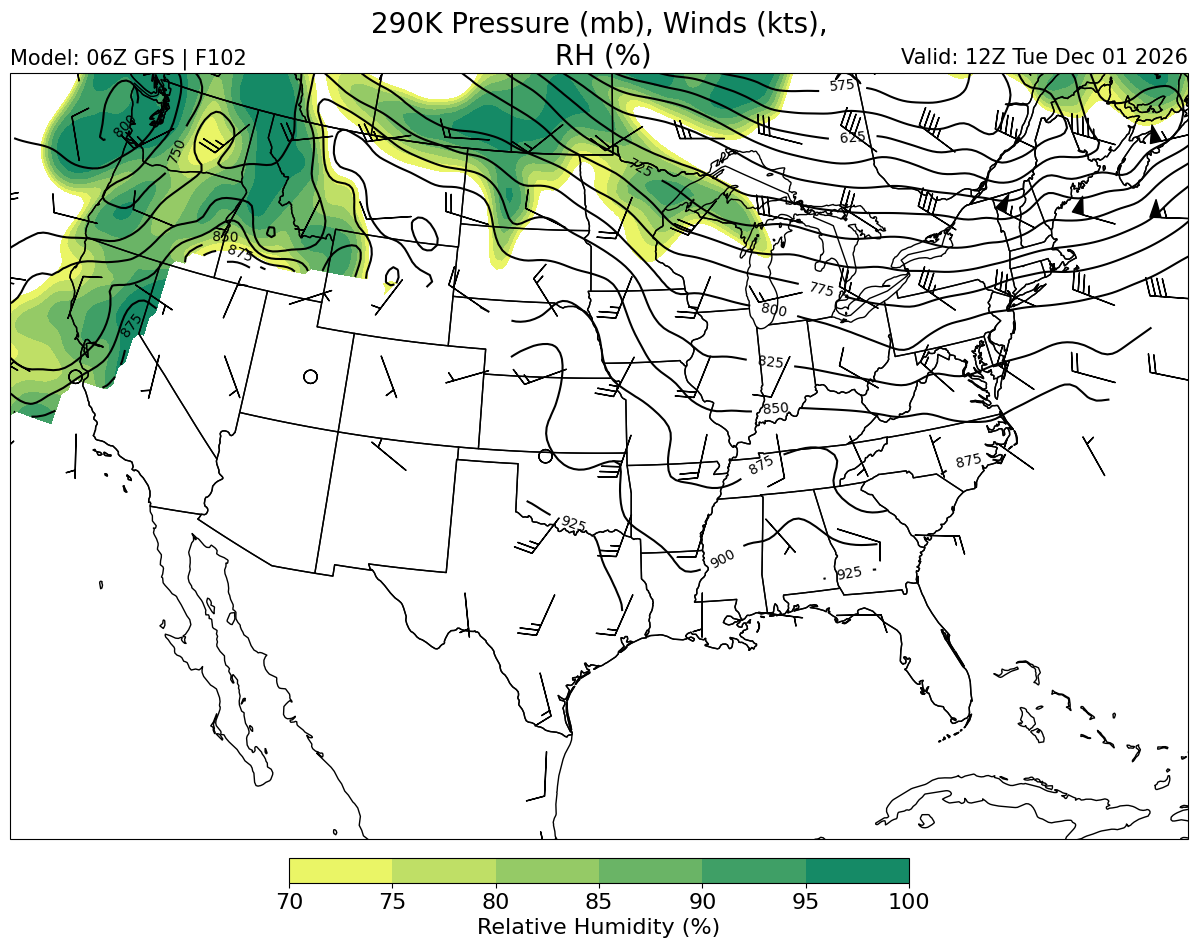 290K Pressure (mb), Winds (kts),
RH (%)
Model: 06Z GFS | F102
Valid: 12Z Tue Dec 01 2026
575
625
800
750
725
850
875
775
800
875
825
850
875
875
925
900
925
70 75 80 85 90 95 100
Relative Humidity (%)